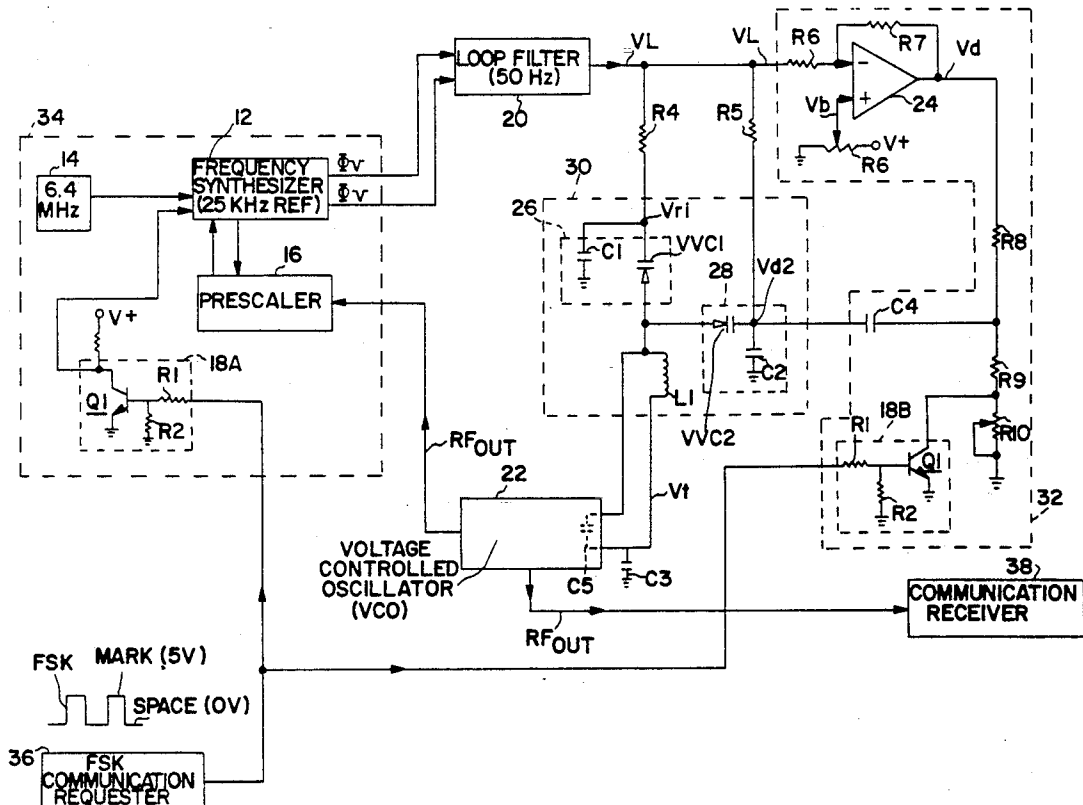 VL
VL
R6
R7
Vd
LOOP FILTER
(50 Hz)
20
Vb
24
V+
R6
34
12
14
6.4
MHz
FREQUENCY
SYNTHESIZER
(25 KHz REF)
Φv
Φv
R4
R5
30
26
Vri
C1
VVC1
28
Vd2
C4
R8
16
PRESCALER
V+
18A
R1
Q1
R2
C2
L1
VVC2
R9
18B
R10
R1
Q1
R2
32
RFOUT
22
Vt
VOLTAGE
CONTROLLED
OSCILLATOR
(VCO)
C5
C3
38
COMMUNICATION
RECEIVER
RFOUT
FSK
MARK (5V)
SPACE (0V)
36
FSK
COMMUNICATION
REQUESTER